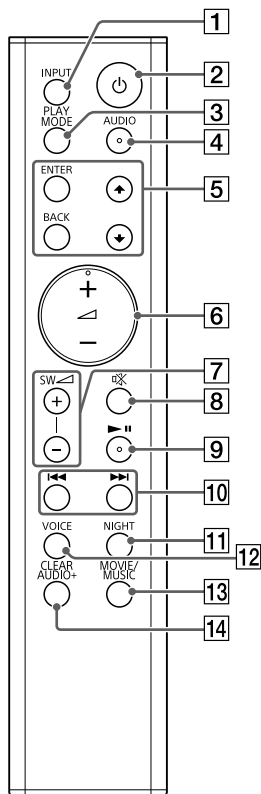 INPUT
1
2
PLAY
MODE
3
AUDIO
4
ENTER
5
BACK
+
6
−
SW
7
+
8
−
9
10
VOICE
NIGHT
11
12
CLEAR
AUDIO+
MOVIE/
MUSIC
13
14